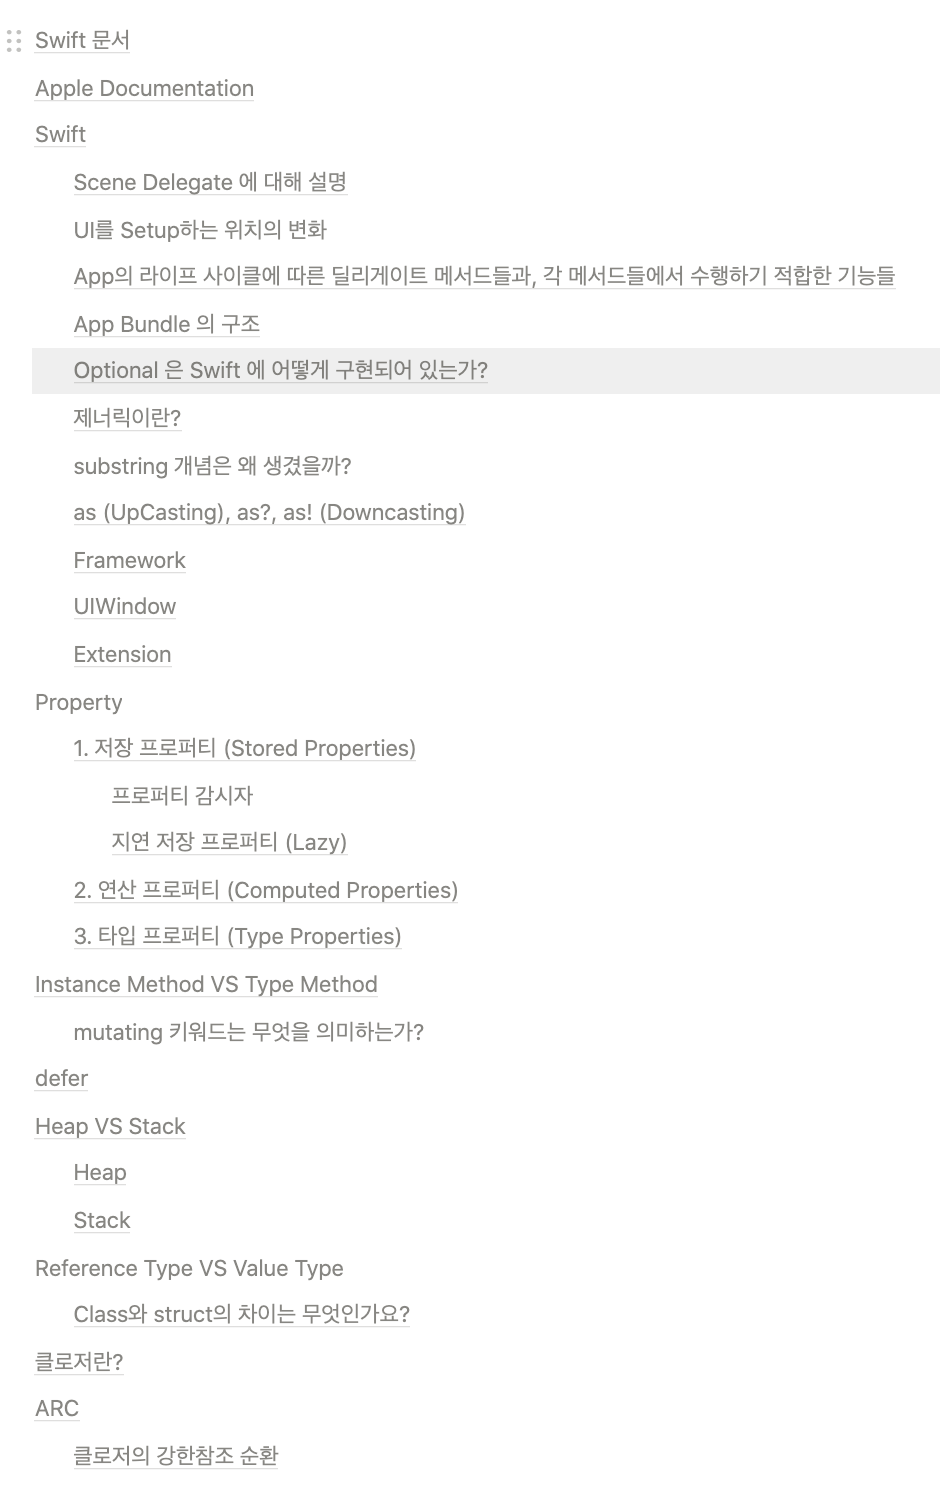 Swift 문서
Apple Documentation
Swift
Scene Delegate 에 대해 설명
UI를 Setup하는 위치의 변화
App의 라이프 사이클에 따른 딜리게이트 메서드들과, 각 메서드들에서 수행하기 적합한 기능들
App Bundle 의 구조
Optional 은 Swift 에 어떻게 구현되어 있는가?
제너릭이란?
substring 개념은 왜 생겼을까?
as (UpCasting), as?, as! (Downcasting)
Framework
UIWindow
Extension
Property
1. 저장 프로퍼티 (Stored Properties)
프로퍼티 감시자
지연 저장 프로퍼티 (Lazy)
2. 연산 프로퍼티 (Computed Properties)
3. 타입 프로퍼티 (Type Properties)
Instance Method VS Type Method
mutating 키워드는 무엇을 의미하는가?
defer
Heap VS Stack
Heap
Stack
Reference Type VS Value Type
Class와 struct의 차이는 무엇인가요?
클로저란?
ARC
클로저의 강한참조 순환